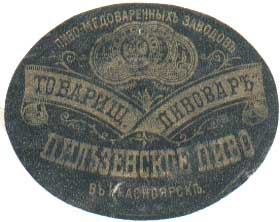 ПИВО-МЕДОВАРЕННЫХЪ ЗАВОДОВЪ
ТОВАРИЩ. ПИВОВАРЪ
ПИЛЬЗЕНСКОЕ ПИВО
ВЪ КРАСНОЯРСКѢ.